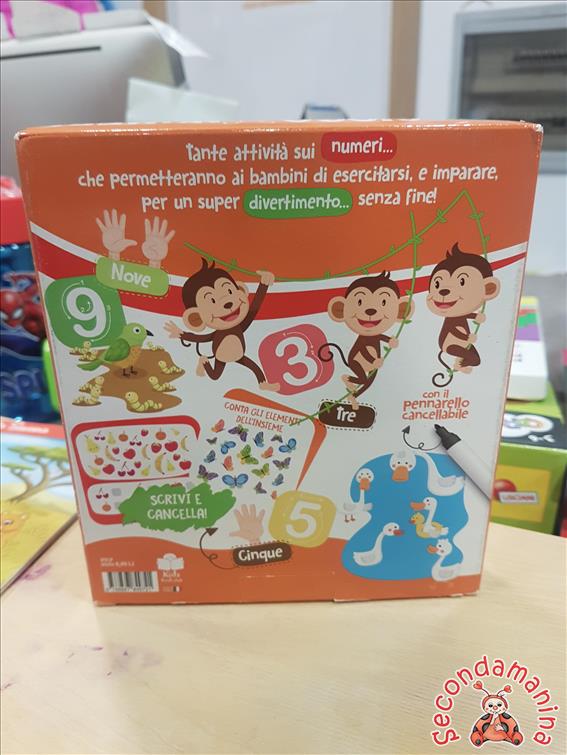 Tante attività sui numeri...
che permetteranno ai bambini di esercitarsi, e imparare,
per un super divertimento... senza fine!
Nove
9
3
Tre
con il
pennarello
cancellabile
CONTA GLI ELEMENTI
DELL'INSIEME
SCRIVI E
CANCELLA!
5
Cinque
Kids
Secondamanina